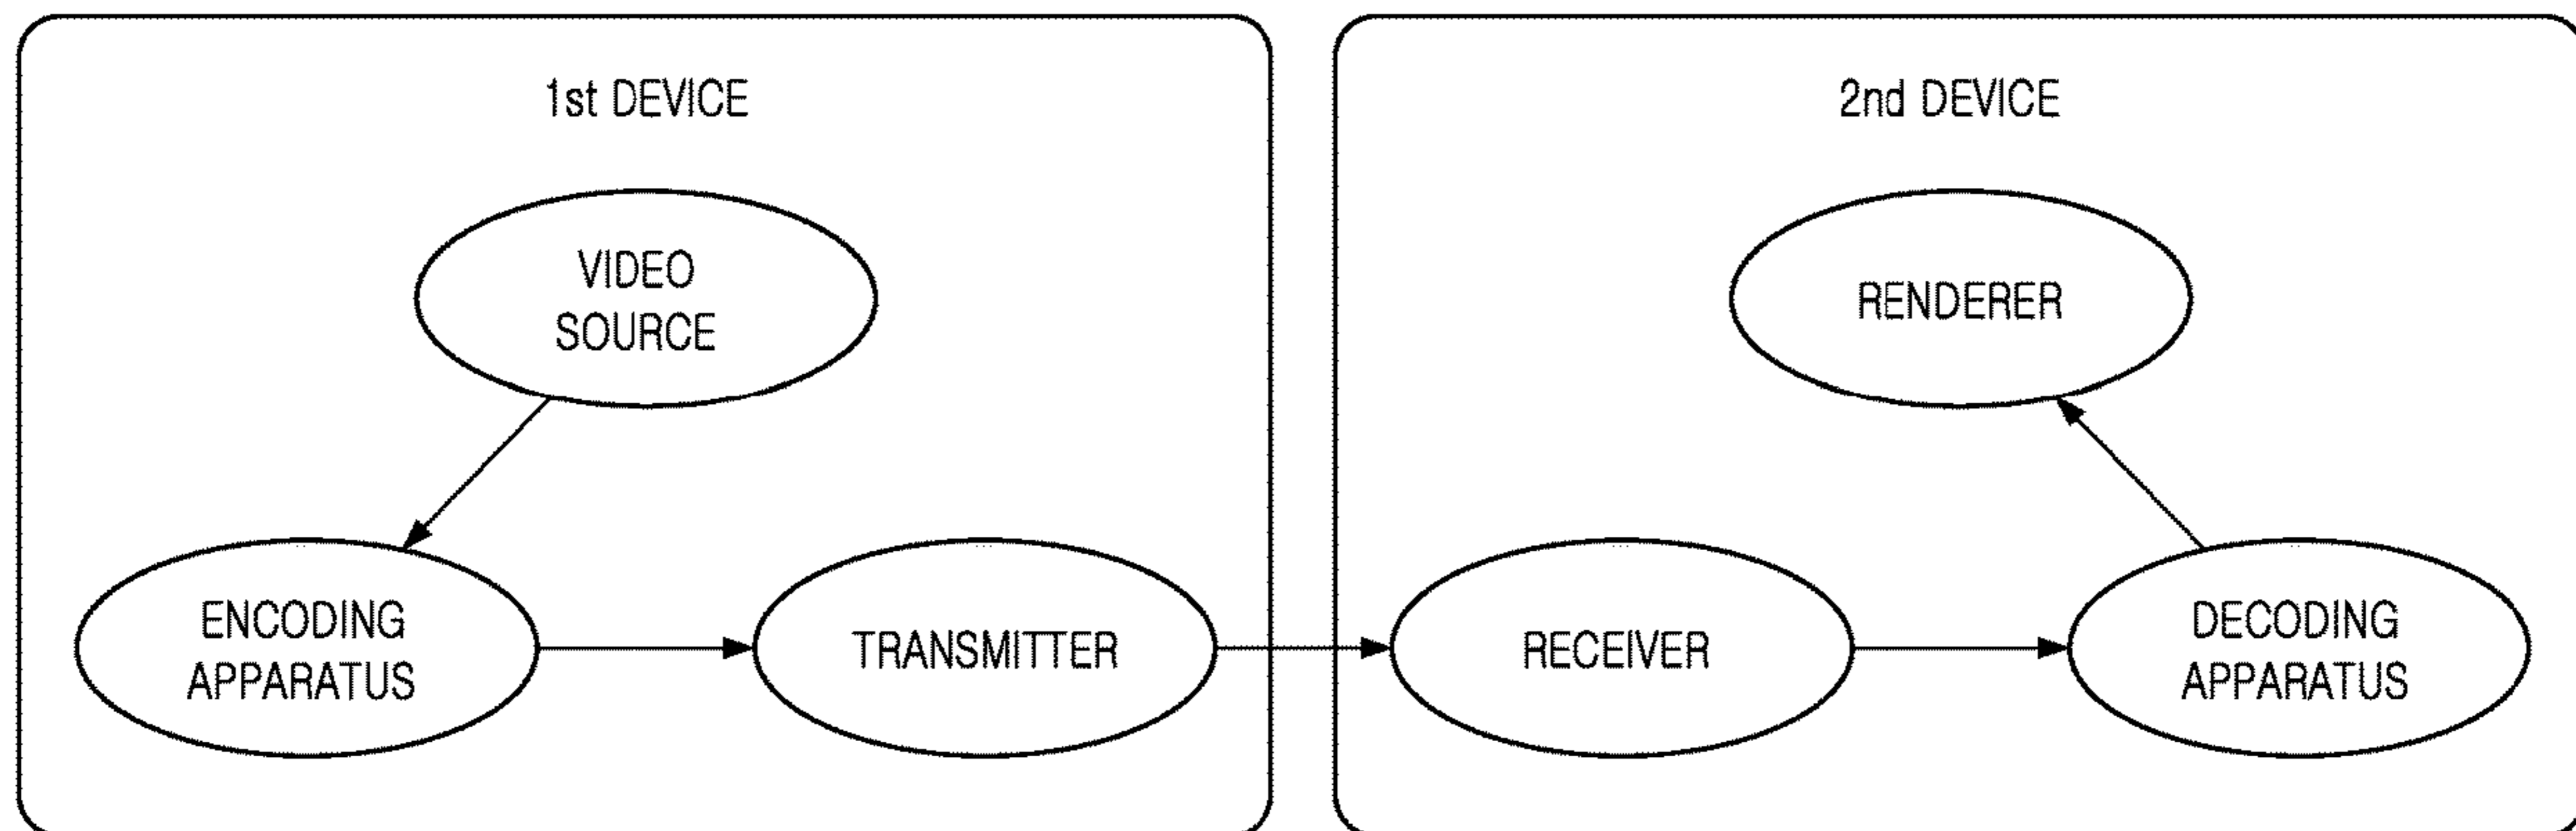 1st DEVICE
VIDEO
SOURCE
ENCODING
APPARATUS
TRANSMITTER
2nd DEVICE
RENDERER
RECEIVER
DECODING
APPARATUS